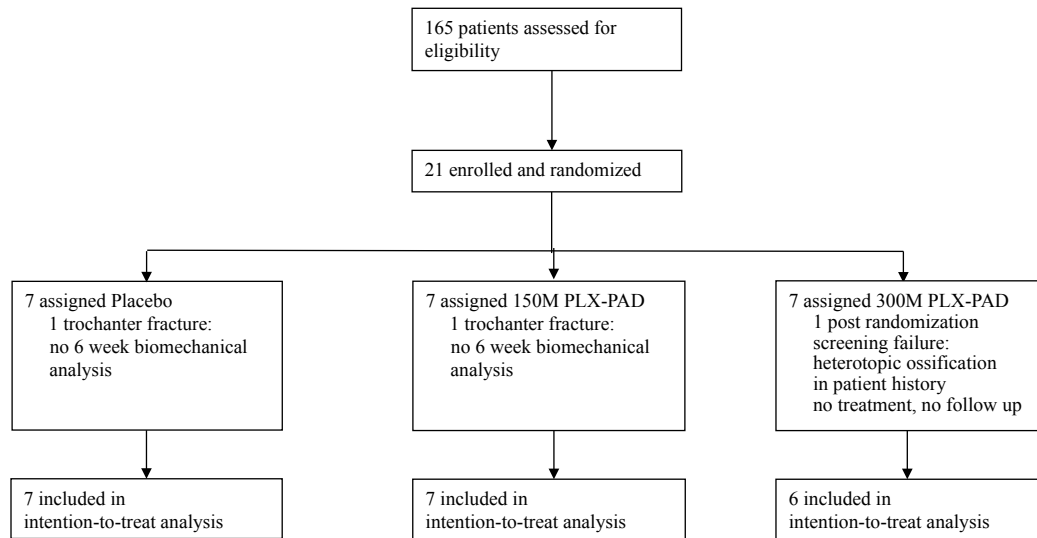 165 patients assessed for
eligibility
21 enrolled and randomized
7 assigned Placebo
1 trochanter fracture:
no 6 week biomechanical
analysis
7 assigned 150M PLX-PAD
1 trochanter fracture:
no 6 week biomechanical
analysis
7 assigned 300M PLX-PAD
1 post randomization
screening failure:
heterotopic ossification
in patient history
no treatment, no follow up
7 included in
intention-to-treat analysis
7 included in
intention-to-treat analysis
6 included in
intention-to-treat analysis